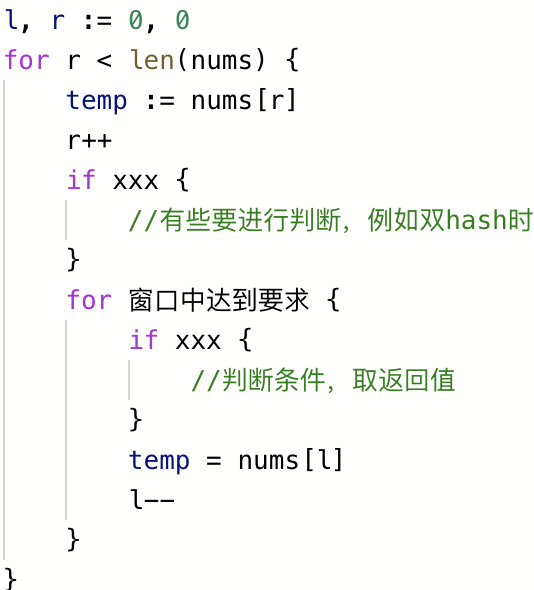 l, r := 0, 0
for r < len(nums) {
    temp := nums[r]
    r++
    if xxx {
        //有些要进行判断，例如双hash时
    }
    for 窗口中达到要求 {
        if xxx {
            //判断条件，取返回值
        }
        temp = nums[l]
        l--
    }
}